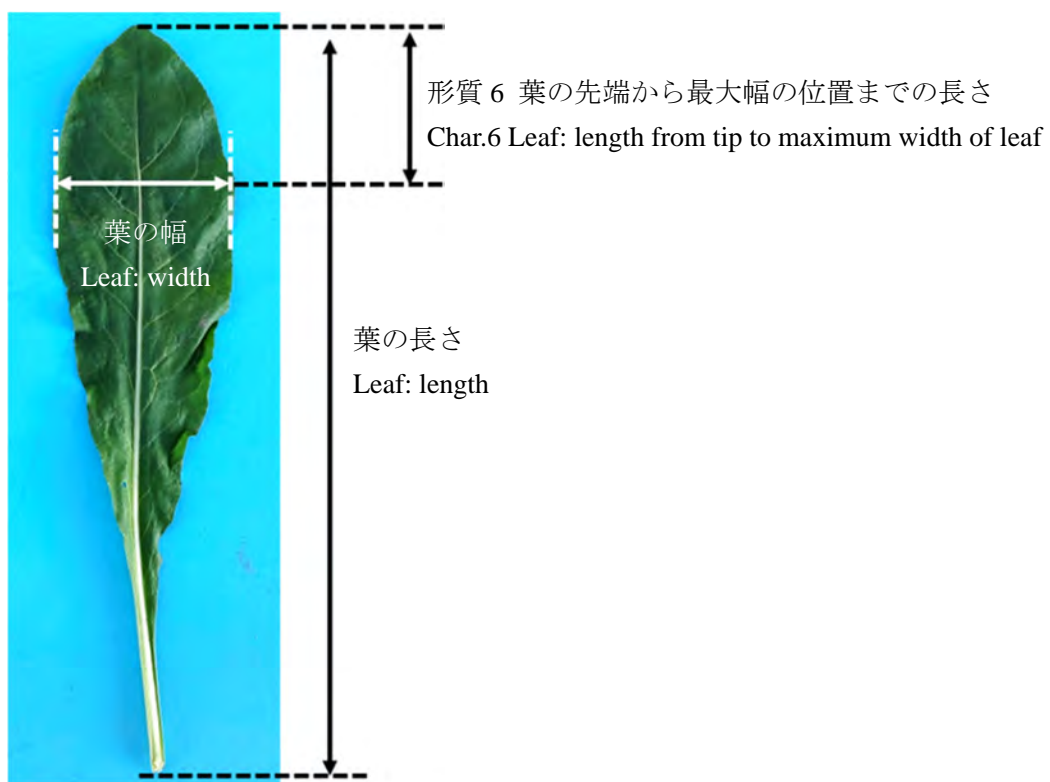 形質 6 葉の先端から最大幅の位置までの長さ
Char.6 Leaf: length from tip to maximum width of leaf
葉の幅
Leaf: width
葉の長さ
Leaf: length